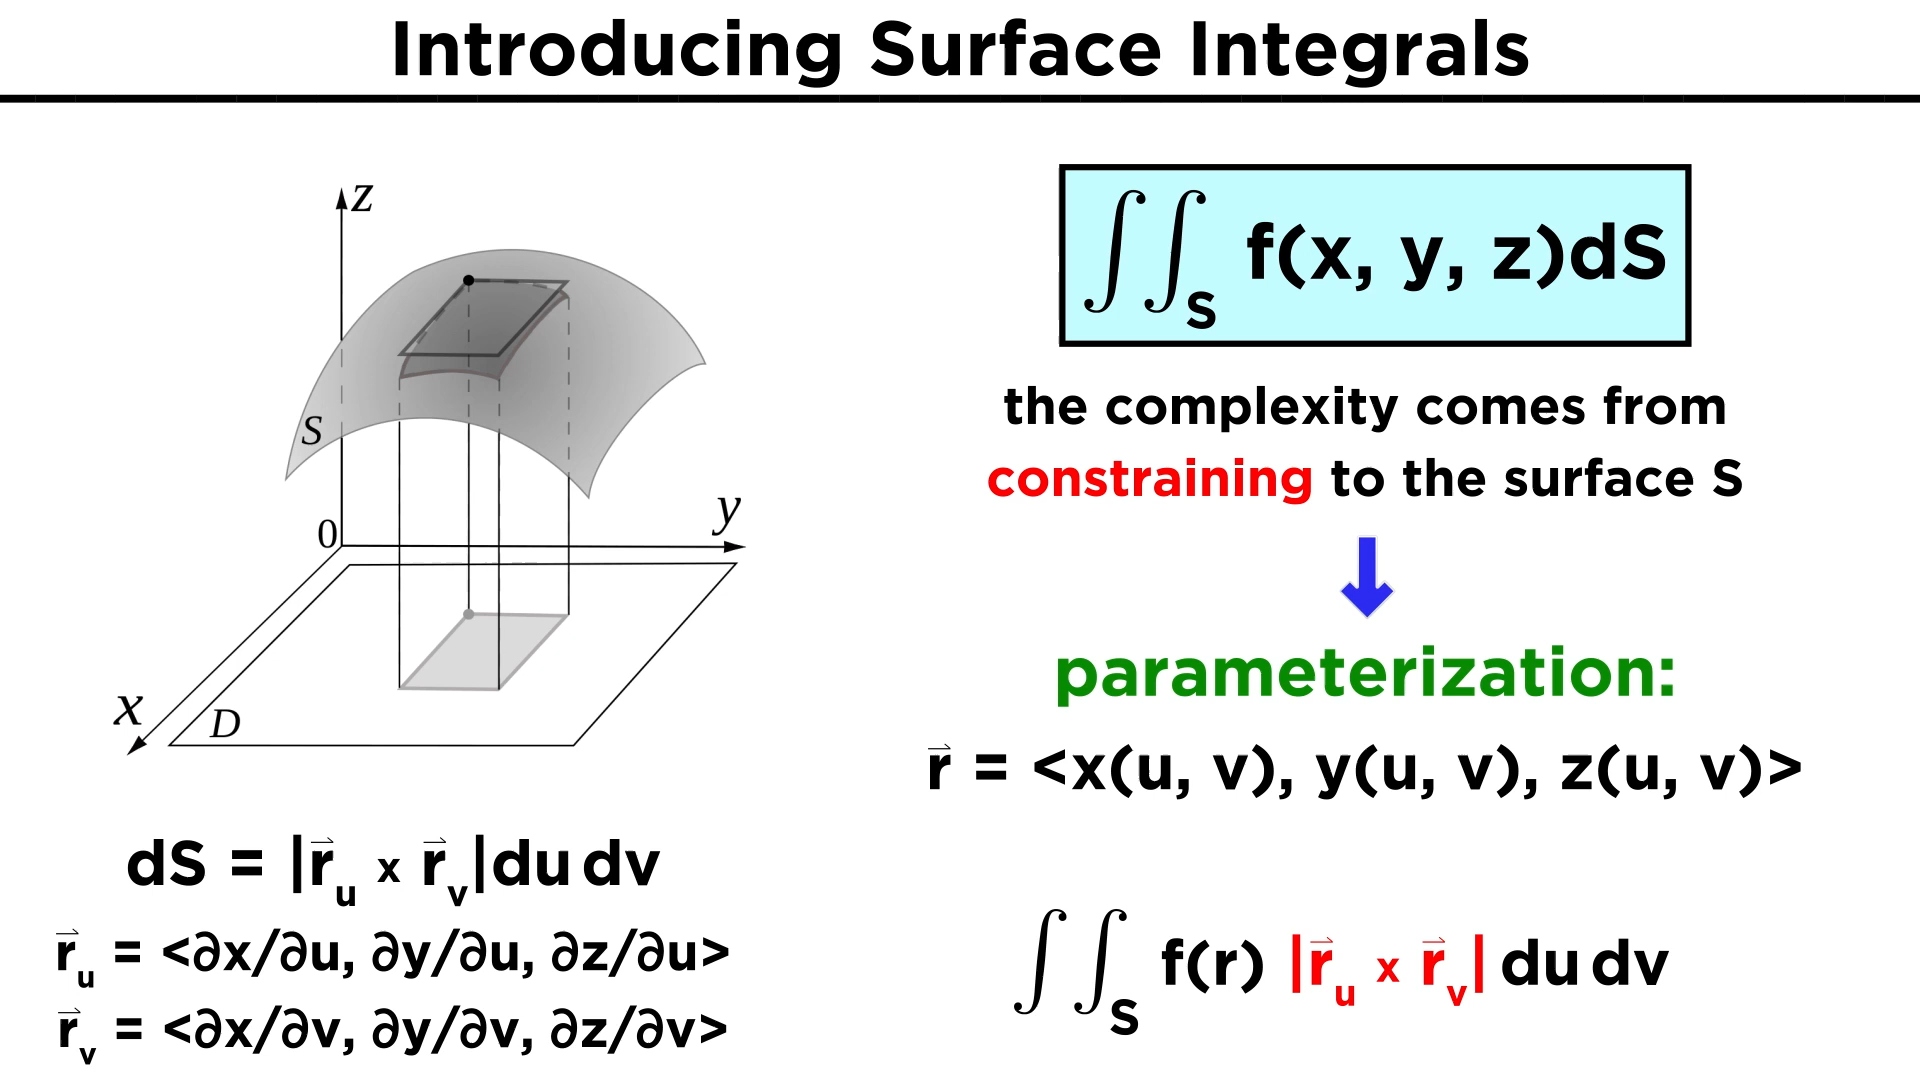 Introducing Surface Integrals
z
S
0
y
x
D
dS = |r⃗ᵤ x r⃗ᵥ|du dv
r⃗ᵤ = <∂x/∂u, ∂y/∂u, ∂z/∂u>
r⃗ᵥ = <∂x/∂v, ∂y/∂v, ∂z/∂v>
∫∫S f(x, y, z)dS
the complexity comes from
constraining to the surface S
parameterization:
r⃗ = <x(u, v), y(u, v), z(u, v)>
∫∫S f(r) |r⃗ᵤ x r⃗ᵥ| du dv